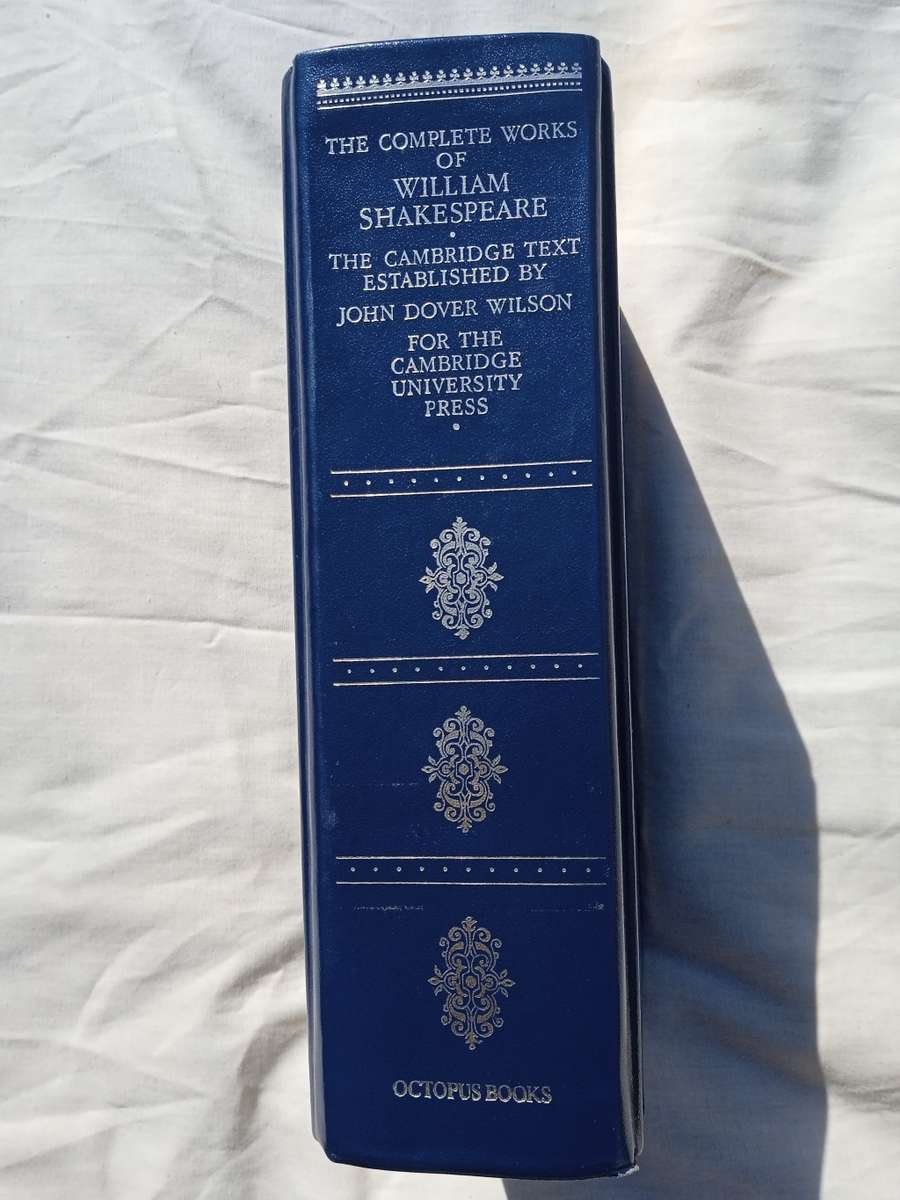 THE COMPLETE WORKS
OF
WILLIAM
SHAKESPEARE
THE CAMBRIDGE TEXT
ESTABLISHED BY
JOHN DOVER WILSON
FOR THE
CAMBRIDGE
UNIVERSITY
PRESS
OCTOPUS BOOKS